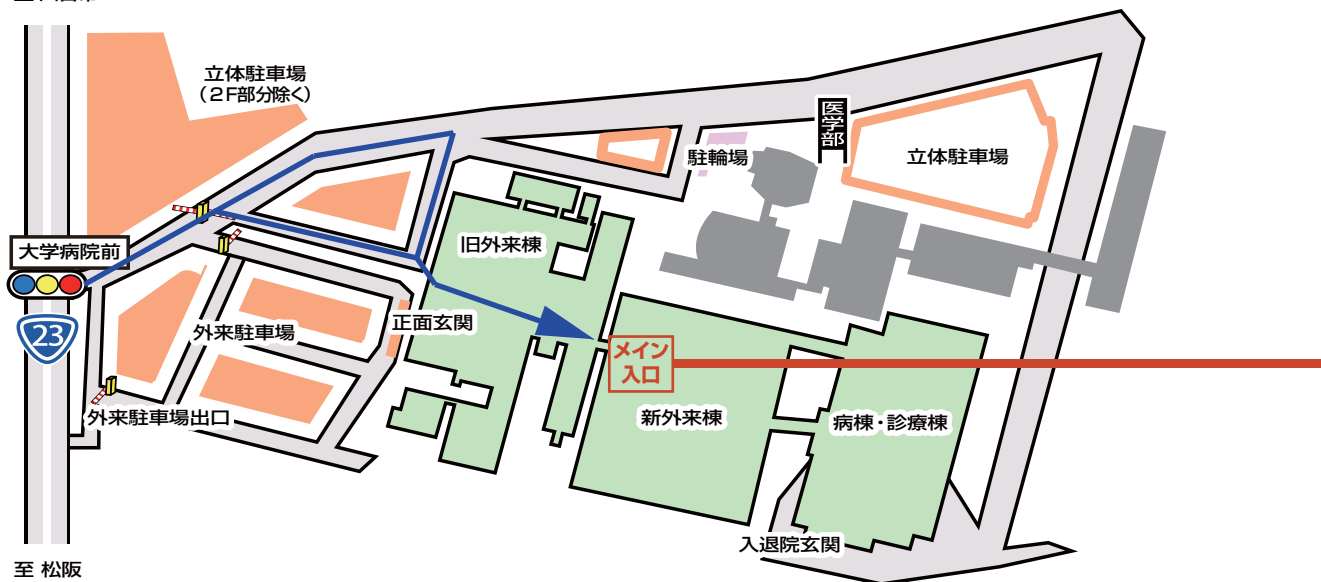 立体駐車場
(2F部分除く)
医学部
駐輪場
立体駐車場
大学病院前
旧外来棟
23
外来駐車場
正面玄関
メイン
入口
外来駐車場出口
新外来棟
病棟・診療棟
入退院玄関
至 松阪